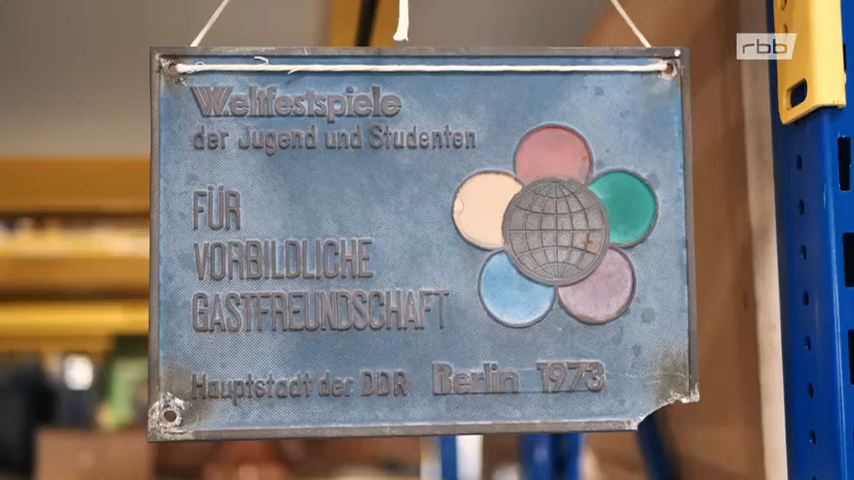 rbb
Weltfestspiele
der Jugend und Studenten
FÜR
VORBILDLICHE
GASTFREUNDSCHAFT
Hauptstadt der DDR Berlin 1973